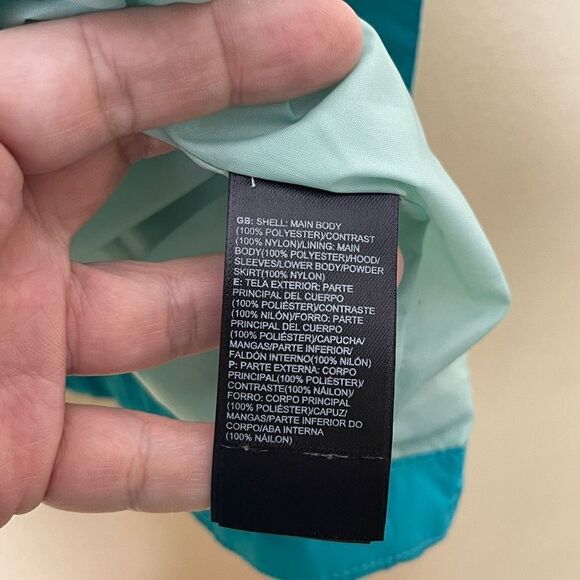 GB: SHELL: MAIN BODY
(100% POLYESTER)/CONTRAST
(100% NYLON)/LINING: MAIN
BODY(100% POLYESTER)/HOOD/
SLEEVES/LOWER BODY/POWDER
SKIRT(100% NYLON)
E: TELA EXTERIOR: PARTE
PRINCIPAL DEL CUERPO
(100% POLIÉSTER)/CONTRASTE
(100% NILÓN)/FORRO: PARTE
PRINCIPAL DEL CUERPO
(100% POLIÉSTER)/CAPUCHA/
MANGAS/PARTE INFERIOR/
FALDÓN INTERNO(100% NILÓN)
P: PARTE EXTERNA: CORPO
PRINCIPAL(100% POLIÉSTER)/
CONTRASTE(100% NÁILON)/
FORRO: CORPO PRINCIPAL
(100% POLIÉSTER)/CAPUZ/
MANGAS/PARTE INFERIOR DO
CORPO/ABA INTERNA
(100% NÁILON)